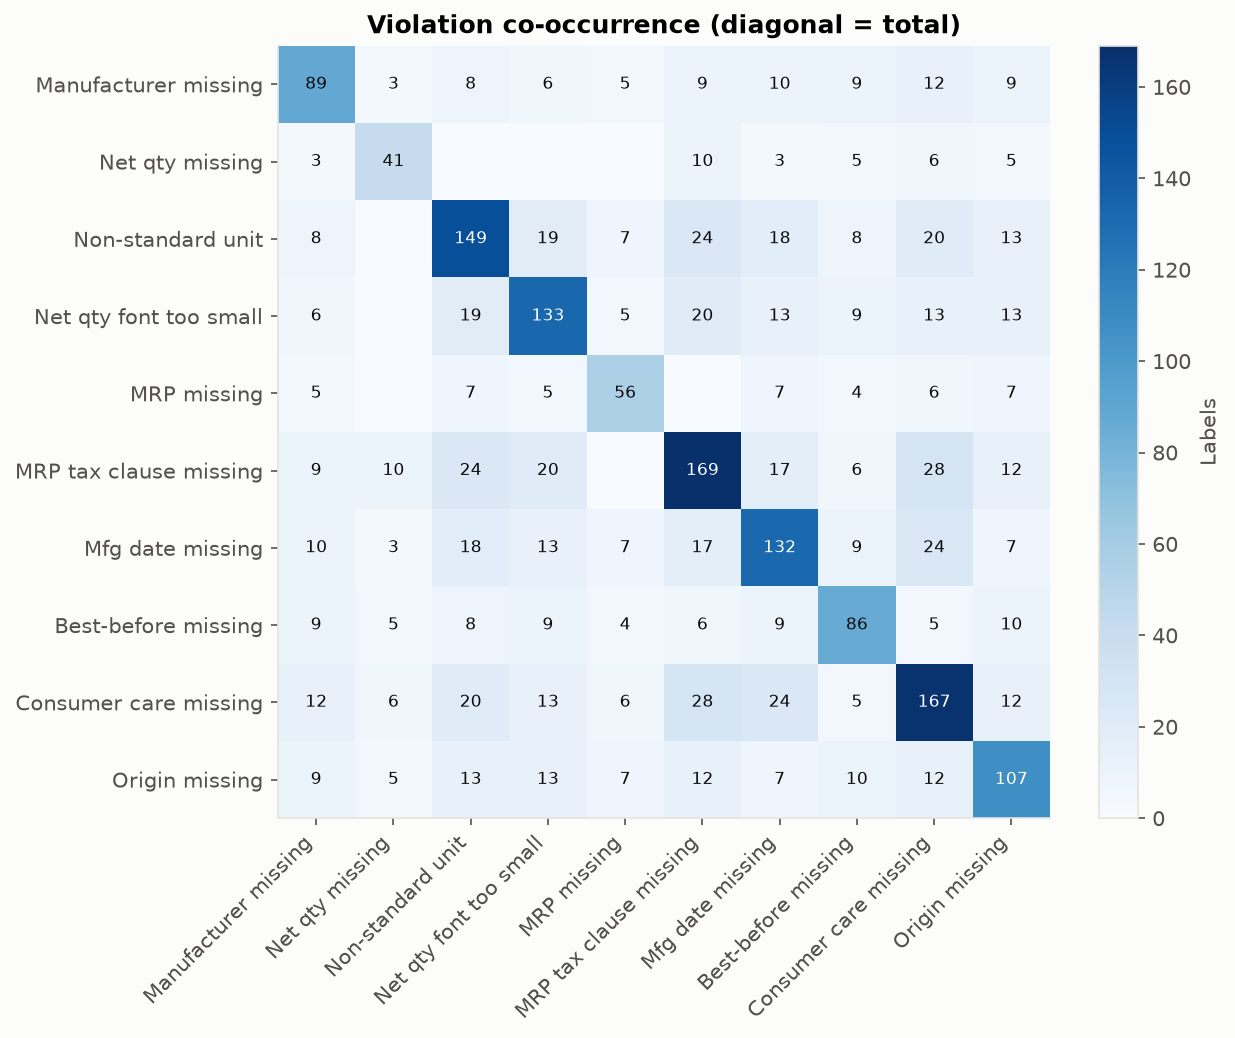 Violation co-occurrence (diagonal = total)
Manufacturer missing 89 3 8 6 5 9 10 9 12 9
Net qty missing 3 41 10 3 5 6 5
Non-standard unit 8 149 19 7 24 18 8 20 13
Net qty font too small 6 19 133 5 20 13 9 13 13
MRP missing 5 7 5 56 7 4 6 7
MRP tax clause missing 9 10 24 20 169 17 6 28 12
Mfg date missing 10 3 18 13 7 17 132 9 24 7
Best-before missing 9 5 8 9 4 6 9 86 5 10
Consumer care missing 12 6 20 13 6 28 24 5 167 12
Origin missing 9 5 13 13 7 12 7 10 12 107
Manufacturer missing
Net qty missing
Non-standard unit
Net qty font too small
MRP missing
MRP tax clause missing
Mfg date missing
Best-before missing
Consumer care missing
Origin missing
160
140
120
100
80
60
40
20
0
Labels